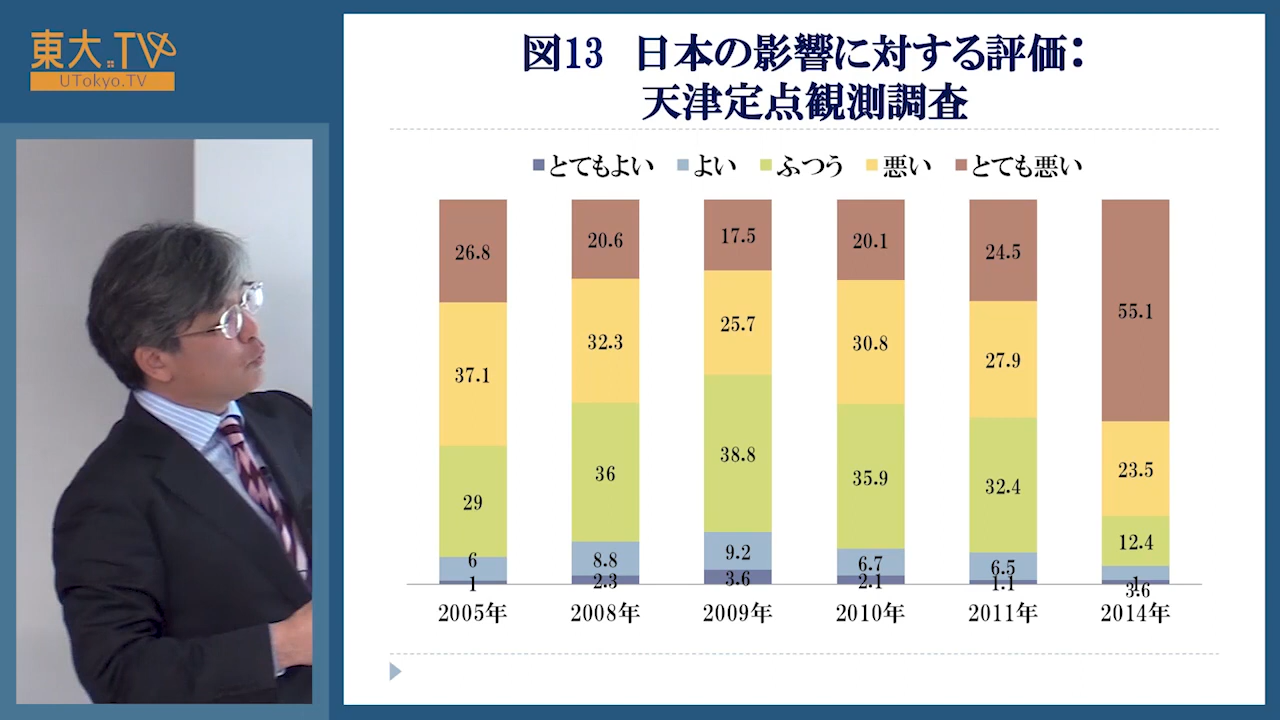 東大.TV
UTokyo.TV
図13 日本の影響に対する評価:
天津定点観測調査
とてもよい よい ふつう 悪い とても悪い
26.8 20.6 17.5 20.1 24.5 55.1
37.1 32.3 25.7 30.8 27.9 23.5
29 36 38.8 35.9 32.4 12.4
6 8.8 9.2 6.7 6.5 1
1 2.3 3.6 2.1 1.1 3.6
2005年 2008年 2009年 2010年 2011年 2014年